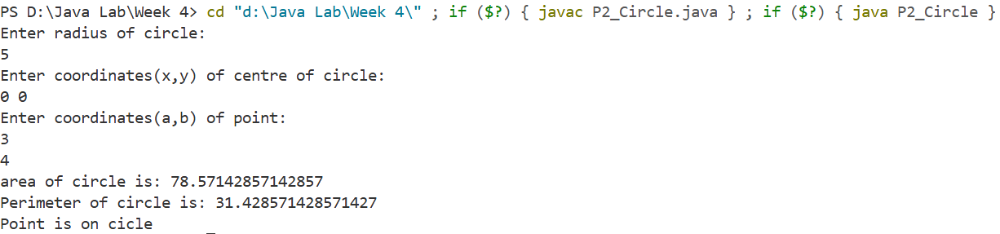 PS D:\Java Lab\Week 4> cd "d:\Java Lab\Week 4\" ; if ($?) { javac P2_Circle.java } ; if ($?) { java P2_Circle }
Enter radius of circle:
5
Enter coordinates(x,y) of centre of circle:
0 0
Enter coordinates(a,b) of point:
3
4
area of circle is: 78.57142857142857
Perimeter of circle is: 31.428571428571427
Point is on cicle